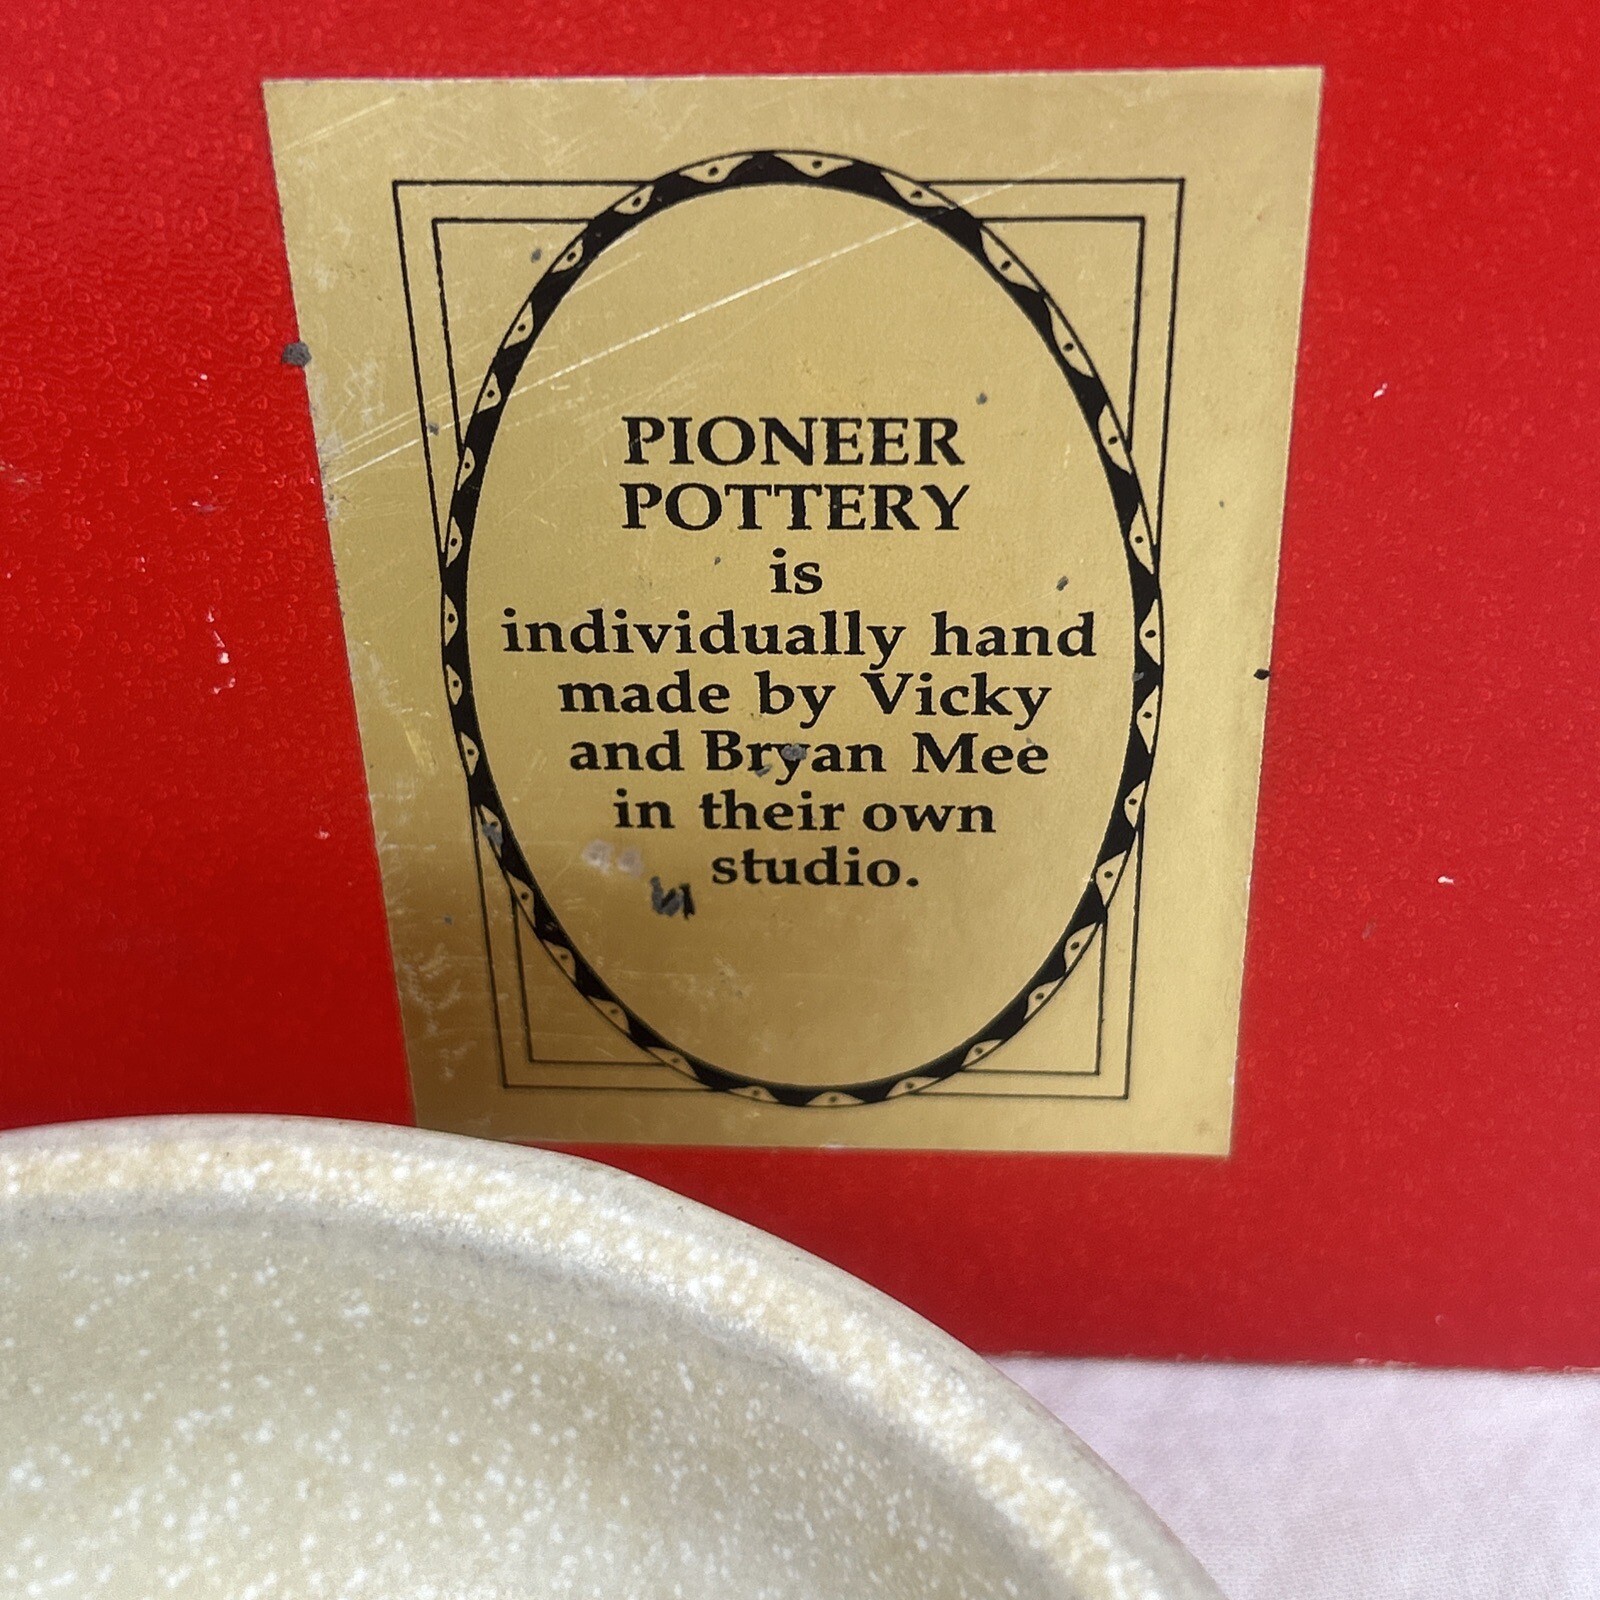 PIONEER
POTTERY
is
individually hand
made by Vicky
and Bryan Mee
in their own
studio.